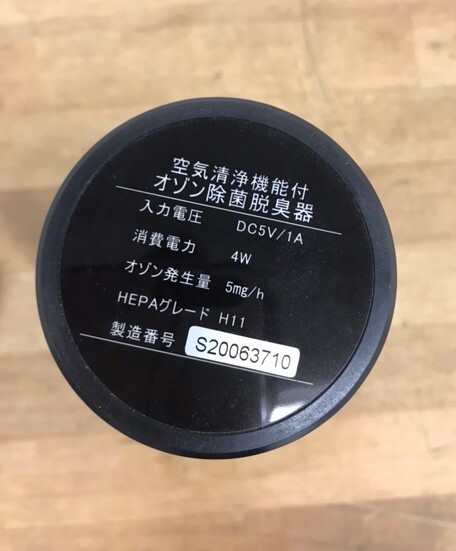 空気清浄機能付
オゾン除菌脱臭器
入力電圧 DC5V/1A
消費電力 4W
オゾン発生量 5mg/h
HEPAグレード H11
製造番号 S20063710